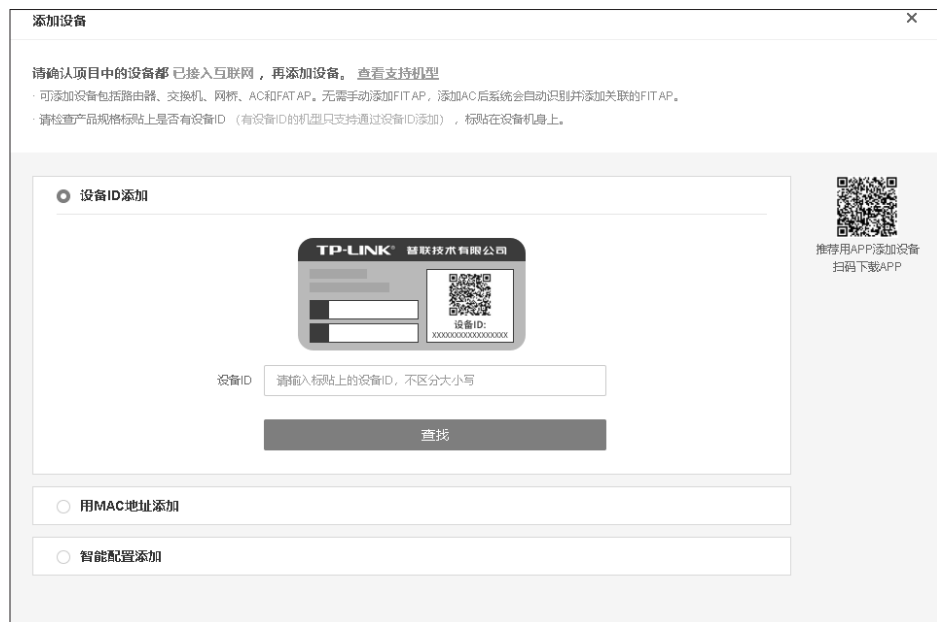 添加设备
请确认项目中的设备都 已接入互联网 ，再添加设备。 查看支持机型
· 可添加设备包括路由器、交换机、网桥、AC和FAT AP。无需手动添加FIT AP，添加AC后系统会自动识别并添加关联的FIT AP。
· 请检查产品规格标贴上是否有设备ID （有设备ID的机型只支持通过设备ID添加） ，标贴在设备机身上。
设备ID添加
TP-LINK® 普联技术有限公司
设备ID:
XXXXXXXXXXXXXXXXX
设备ID 请输入标贴上的设备ID，不区分大小写
查找
用MAC地址添加
智能配置添加
推荐用APP添加设备
扫码下载APP